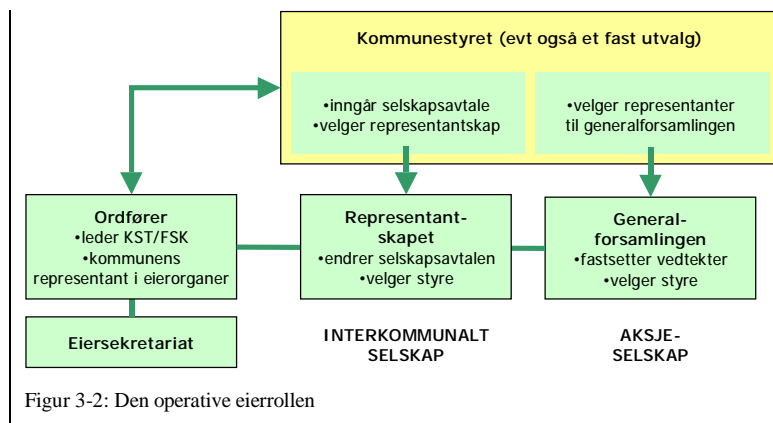 Kommunestyret (evt også et fast utvalg)
•inngår selskapsavtale
•velger representantskap
•velger representanter
til generalforsamlingen
Ordfører
•leder KST/FSK
•kommunens
representant i eierorganer
Representant-
skapet
•endrer selskapsavtalen
•velger styre
General-
forsamlingen
•fastsetter vedtekter
•velger styre
Eiersekretariat
INTERKOMMUNALT
SELSKAP
AKSJE-
SELSKAP
Figur 3-2: Den operative eierrollen